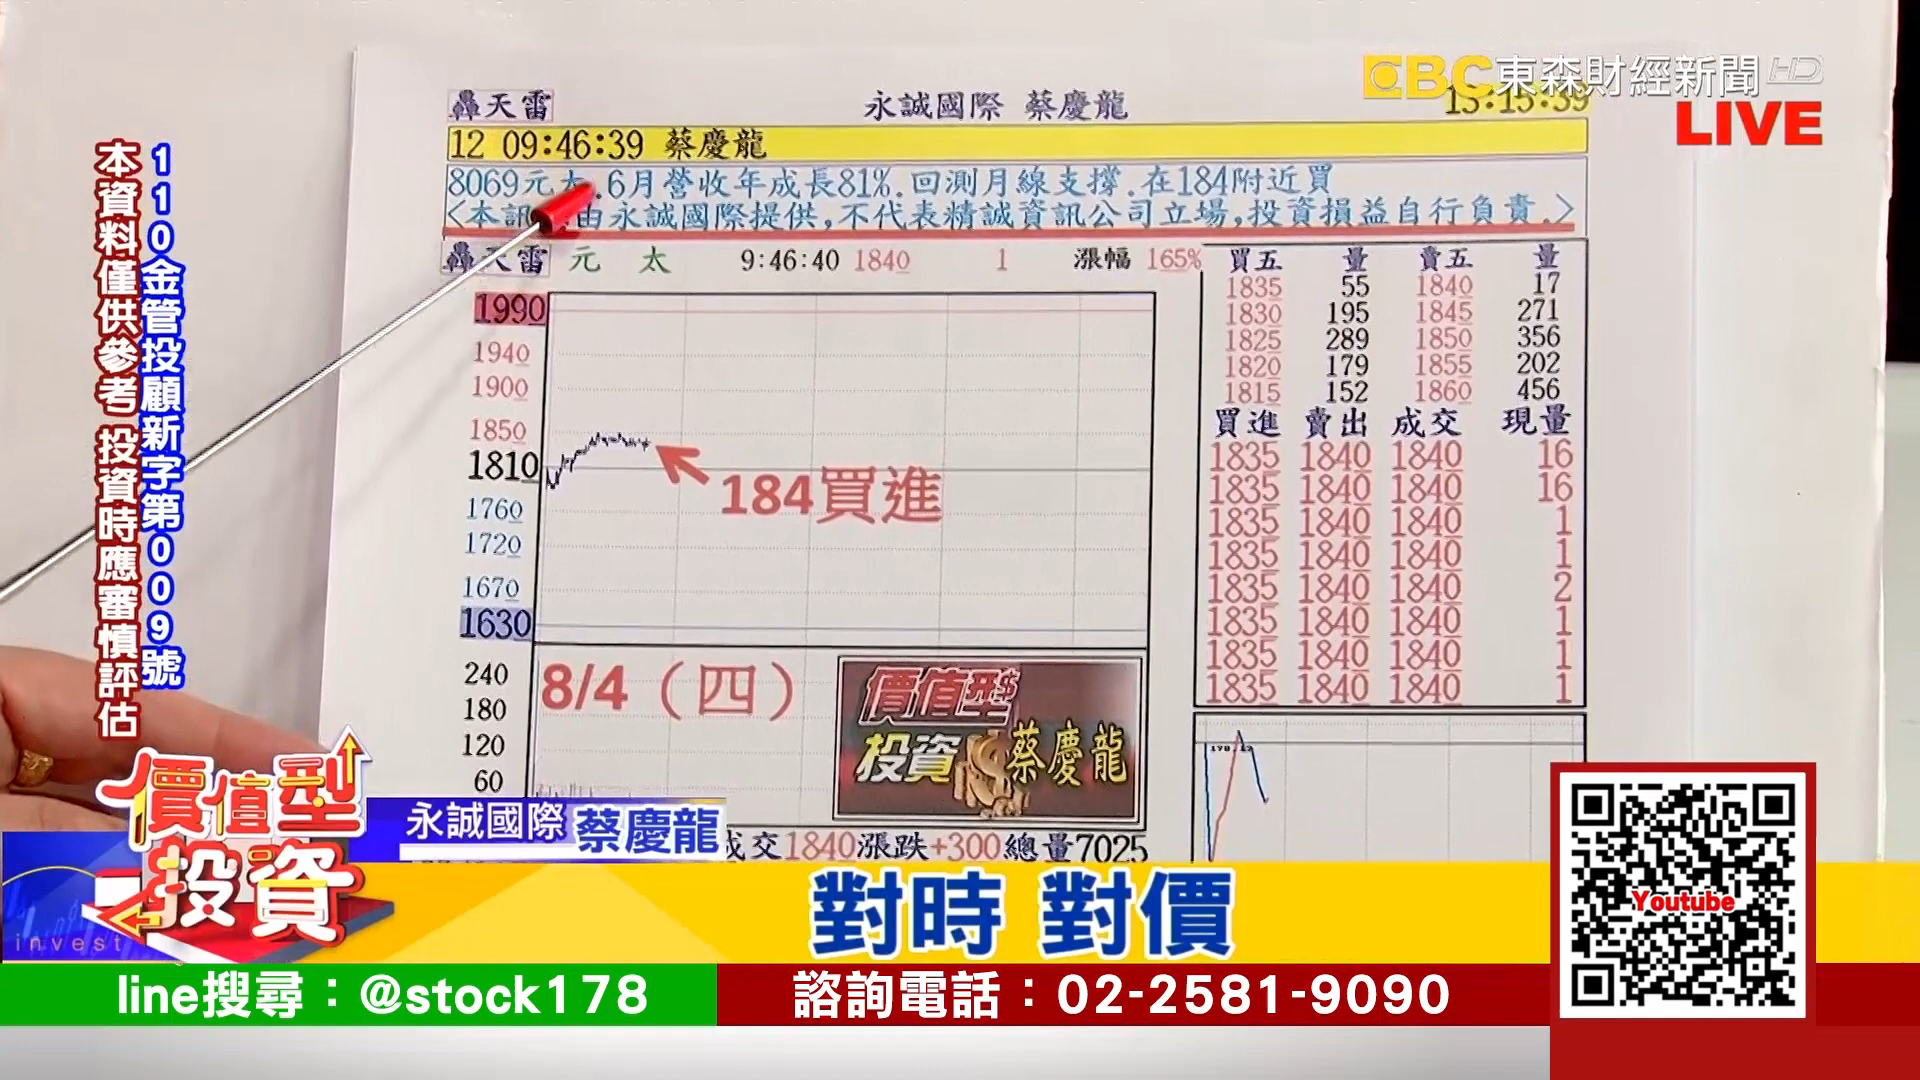 EBC東森財經新聞 HD
LIVE
本資料僅供參考 投資時應審慎評估
110金管投顧新字第009號
轟天雷 永誠國際 蔡慶龍 15:15:39
12 09:46:39 蔡慶龍
8069元太.6月營收年成長81%.回測月線支撐.在184附近買
<本訊 由永誠國際提供,不代表精誠資訊公司立場,投資損益自行負責.>
轟天雷 元 太 9:46:40 1840 1 漲幅 165%
買五 量 賣五 量
1835 55 1840 17
1830 195 1845 271
1825 289 1850 356
1820 179 1855 202
1815 152 1860 456
買進 賣出 成交 現量
1835 1840 1840 16
1835 1840 1840 16
1835 1840 1840 1
1835 1840 1840 1
1835 1840 1840 2
1835 1840 1840 1
1835 1840 1840 1
1835 1840 1840 1
1990
1940
1900
1850
1810
1760
1720
1670
1630
184買進
240
180
120
60
8/4（四）
價值型
投資 蔡慶龍
成交1840漲跌+300總量7025
價值型
投資
invest
永誠國際 蔡慶龍
對時 對價
Youtube
line搜尋：@stock178
諮詢電話：02-2581-9090